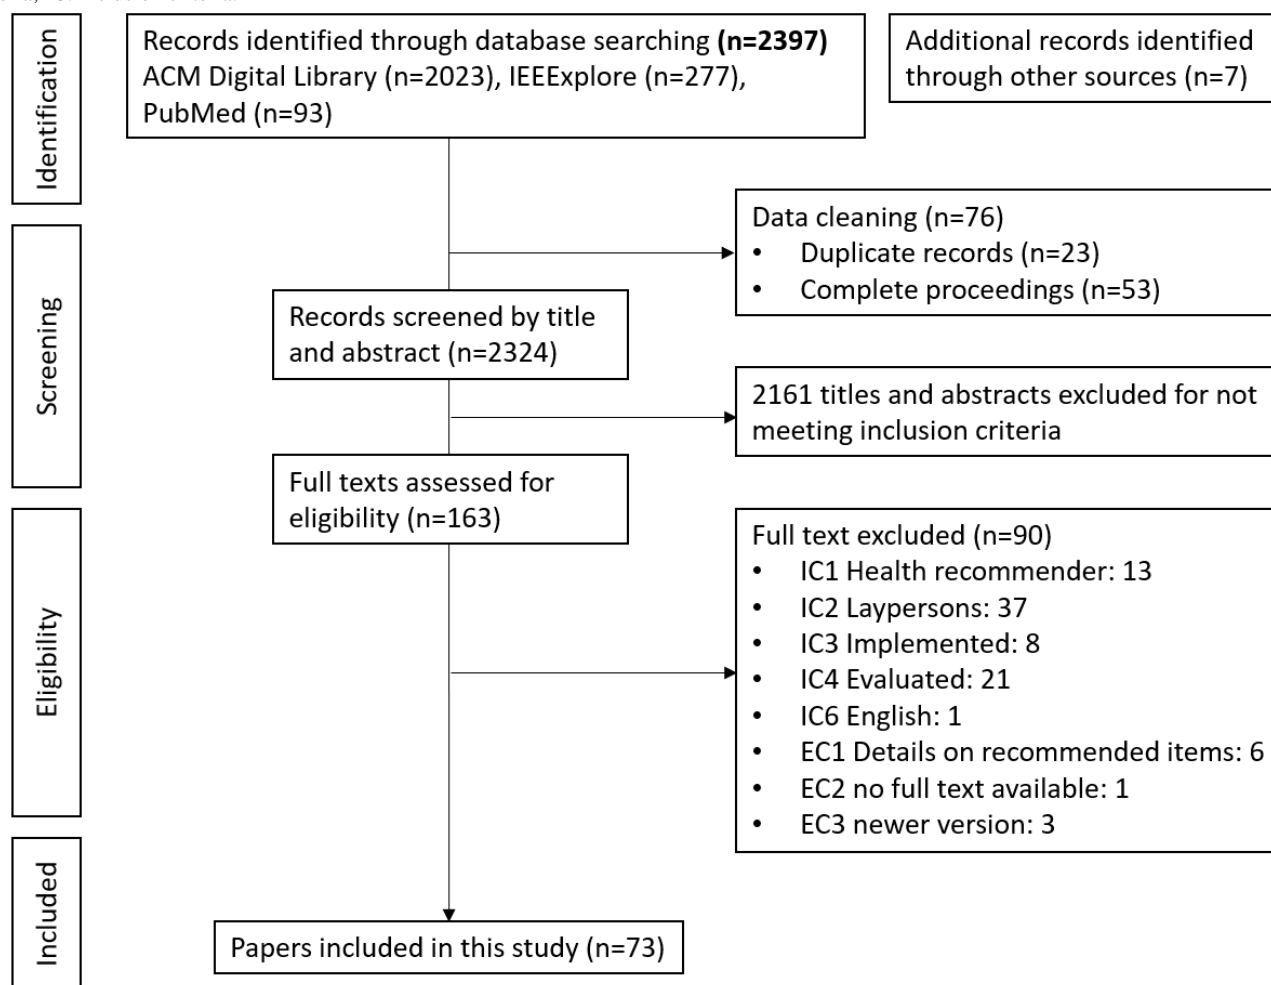 Identification
Records identified through database searching (n=2397)
ACM Digital Library (n=2023), IEEExplore (n=277),
PubMed (n=93)
Additional records identified
through other sources (n=7)
Screening
Data cleaning (n=76)
• Duplicate records (n=23)
• Complete proceedings (n=53)
Records screened by title
and abstract (n=2324)
2161 titles and abstracts excluded for not
meeting inclusion criteria
Full texts assessed for
eligibility (n=163)
Eligibility
Full text excluded (n=90)
• IC1 Health recommender: 13
• IC2 Laypersons: 37
• IC3 Implemented: 8
• IC4 Evaluated: 21
• IC6 English: 1
• EC1 Details on recommended items: 6
• EC2 no full text available: 1
• EC3 newer version: 3
Included
Papers included in this study (n=73)